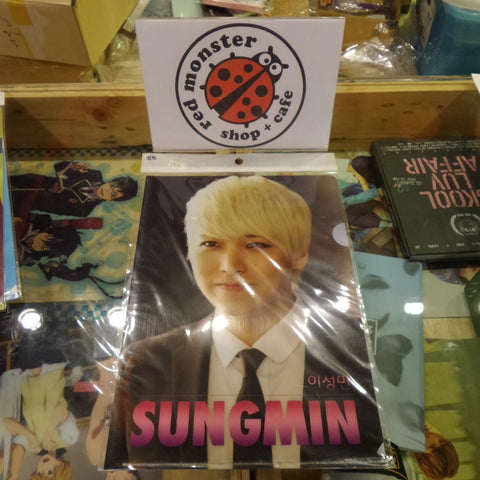 red monster
shop + cafe
SKOOL
LUV
AFFAIR
이성민
SUNGMIN